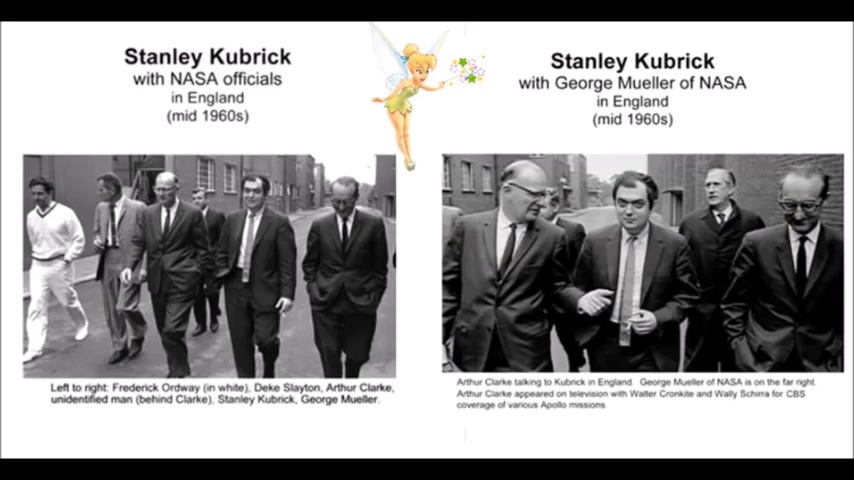 Stanley Kubrick
with NASA officials
in England
(mid 1960s)
Left to right: Frederick Ordway (in white), Deke Slayton, Arthur Clarke,
unidentified man (behind Clarke), Stanley Kubrick, George Mueller.
Stanley Kubrick
with George Mueller of NASA
in England
(mid 1960s)
Arthur Clarke talking to Kubrick in England. George Mueller of NASA is on the far right.
Arthur Clarke appeared on television with Walter Cronkite and Wally Schirra for CBS
coverage of various Apollo missions.